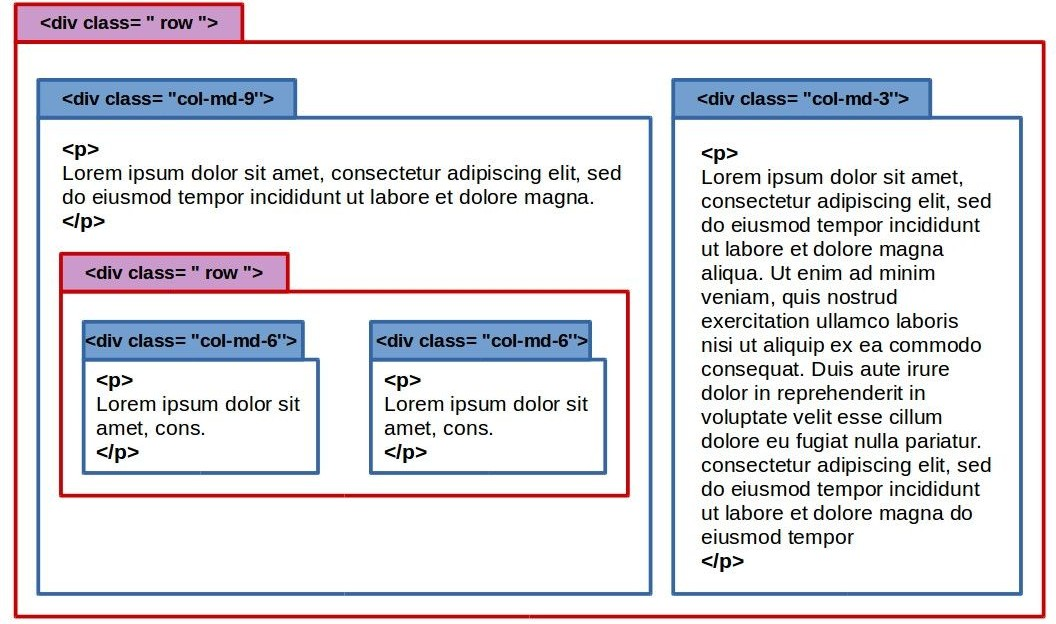 <div class= " row ">
<div class= "col-md-9''>
<p>
Lorem ipsum dolor sit amet, consectetur adipiscing elit, sed
do eiusmod tempor incididunt ut labore et dolore magna.
</p>
<div class= " row ">
<div class= "col-md-6''>
<p>
Lorem ipsum dolor sit
amet, cons.
</p>
<div class= "col-md-6''>
<p>
Lorem ipsum dolor sit
amet, cons.
</p>
<div class= "col-md-3''>
<p>
Lorem ipsum dolor sit amet,
consectetur adipiscing elit, sed
do eiusmod tempor incididunt
ut labore et dolore magna
aliqua. Ut enim ad minim
veniam, quis nostrud
exercitation ullamco laboris
nisi ut aliquip ex ea commodo
consequat. Duis aute irure
dolor in reprehenderit in
voluptate velit esse cillum
dolore eu fugiat nulla pariatur.
consectetur adipiscing elit, sed
do eiusmod tempor incididunt
ut labore et dolore magna do
eiusmod tempor
</p>